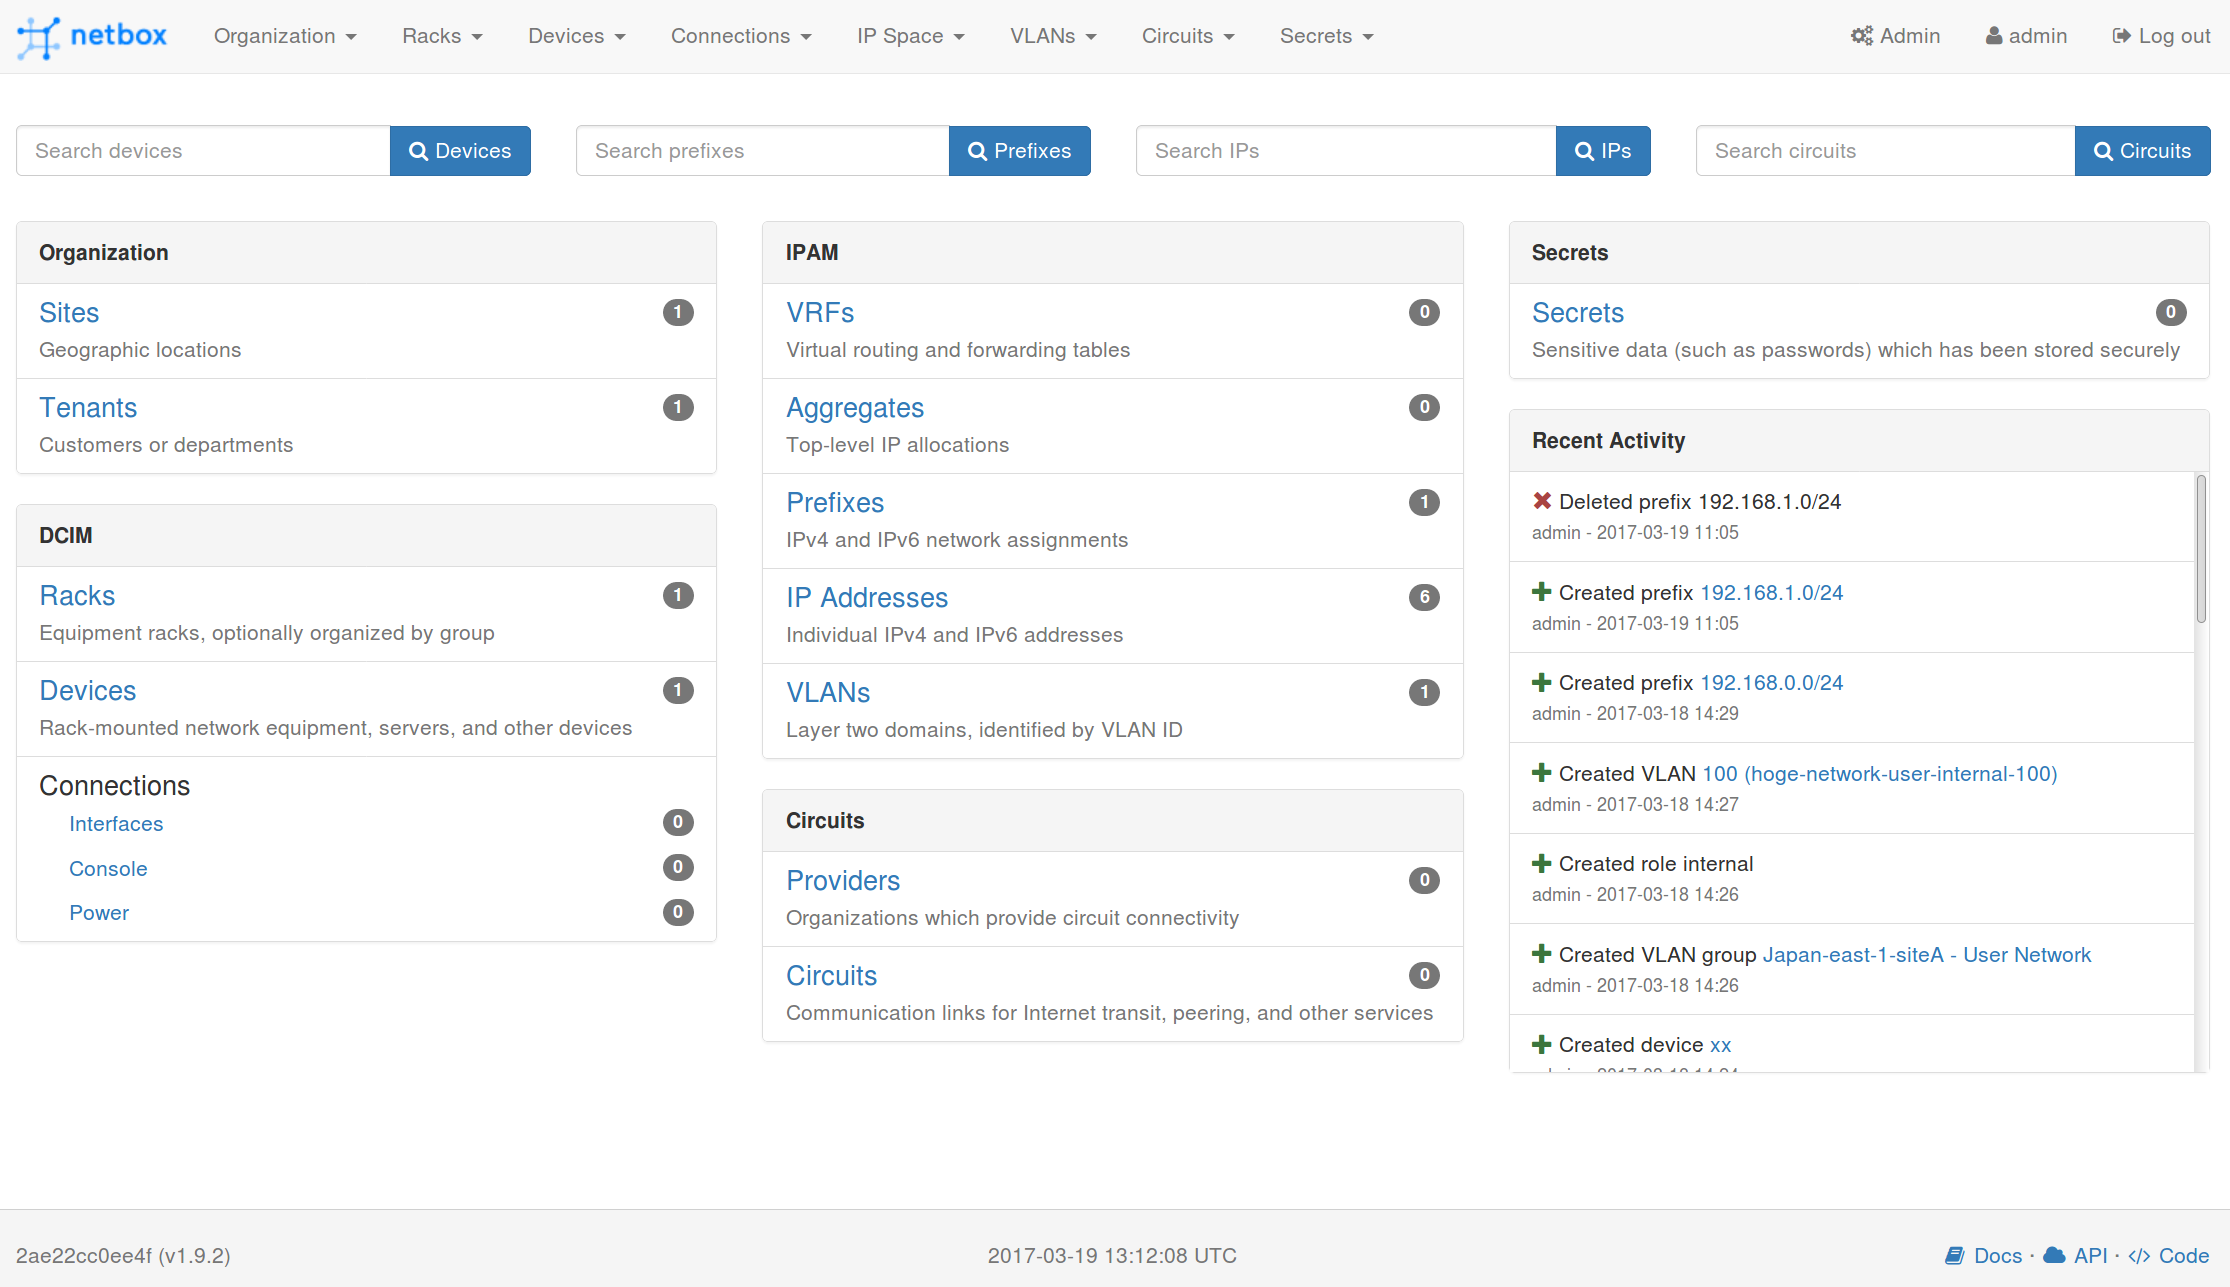 netbox Organization Racks Devices Connections IP Space VLANs Circuits Secrets Admin admin Log out
Search devices Devices Search prefixes Prefixes Search IPs IPs Search circuits Circuits
Organization
Sites 1
Geographic locations
Tenants 1
Customers or departments
DCIM
Racks 1
Equipment racks, optionally organized by group
Devices 1
Rack-mounted network equipment, servers, and other devices
Connections
Interfaces 0
Console 0
Power 0
IPAM
VRFs 0
Virtual routing and forwarding tables
Aggregates 0
Top-level IP allocations
Prefixes 1
IPv4 and IPv6 network assignments
IP Addresses 6
Individual IPv4 and IPv6 addresses
VLANs 1
Layer two domains, identified by VLAN ID
Circuits
Providers 0
Organizations which provide circuit connectivity
Circuits 0
Communication links for Internet transit, peering, and other services
Secrets
Secrets 0
Sensitive data (such as passwords) which has been stored securely
Recent Activity
Deleted prefix 192.168.1.0/24
admin - 2017-03-19 11:05
Created prefix 192.168.1.0/24
admin - 2017-03-19 11:05
Created prefix 192.168.0.0/24
admin - 2017-03-18 14:29
Created VLAN 100 (hoge-network-user-internal-100)
admin - 2017-03-18 14:27
Created role internal
admin - 2017-03-18 14:26
Created VLAN group Japan-east-1-siteA - User Network
admin - 2017-03-18 14:26
Created device xx
2ae22cc0ee4f (v1.9.2) 2017-03-19 13:12:08 UTC Docs · API · Code